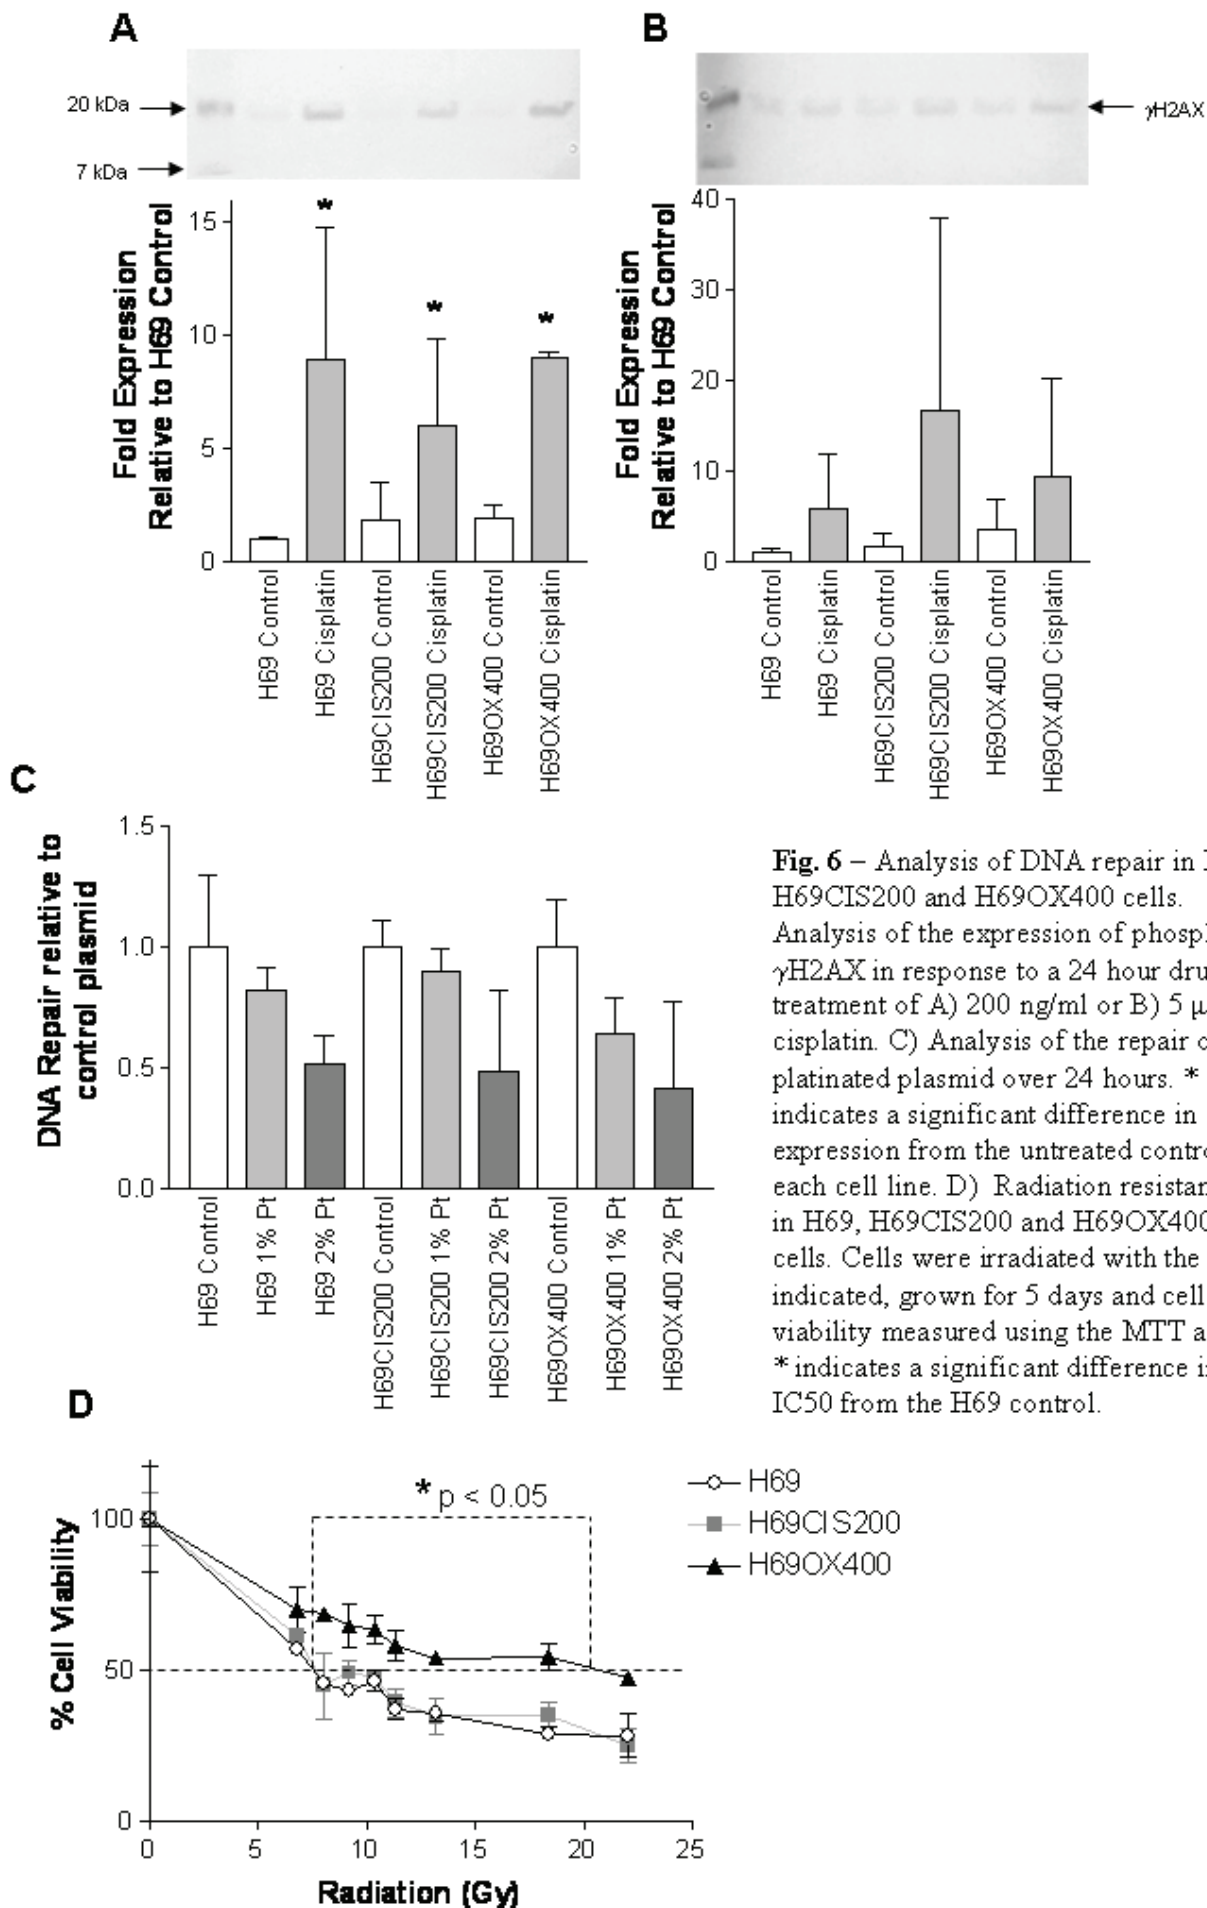 A
B
20 kDa
7 kDa
γH2AX
Fold Expression
Relative to H69 Control
15
10
5
0
*
*
*
H69 Control
H69 Cisplatin
H69CIS200 Control
H69CIS200 Cisplatin
H69OX400 Control
H69OX400 Cisplatin
Fold Expression
Relative to H69 Control
40
30
20
10
0
H69 Control
H69 Cisplatin
H69CIS200 Control
H69CIS200 Cisplatin
H69OX400 Control
H69OX400 Cisplatin
C
DNA Repair relative to
control plasmid
1.5
1.0
0.5
0.0
H69 Control
H69 1% Pt
H69 2% Pt
H69CIS200 Control
H69CIS200 1% Pt
H69CIS200 2% Pt
H69OX400 Control
H69OX400 1% Pt
H69OX400 2% Pt
Fig. 6 – Analysis of DNA repair in
H69CIS200 and H69OX400 cells.
Analysis of the expression of
γH2AX in response to a 24 hour
treatment of A) 200 ng/ml or B) 5
cisplatin. C) Analysis of the repair
platinated plasmid over 24 hours. *
indicates a significant difference in
expression from the untreated
each cell line. D) Radiation
in H69, H69CIS200 and H69OX400
cells. Cells were irradiated with the
indicated, grown for 5 days and cell
viability measured using the MTT
* indicates a significant difference
IC50 from the H69 control.
D
% Cell Viability
100
50
0
* p < 0.05
H69
H69CIS200
H69OX400
0
5
10
15
20
25
Radiation (Gy)